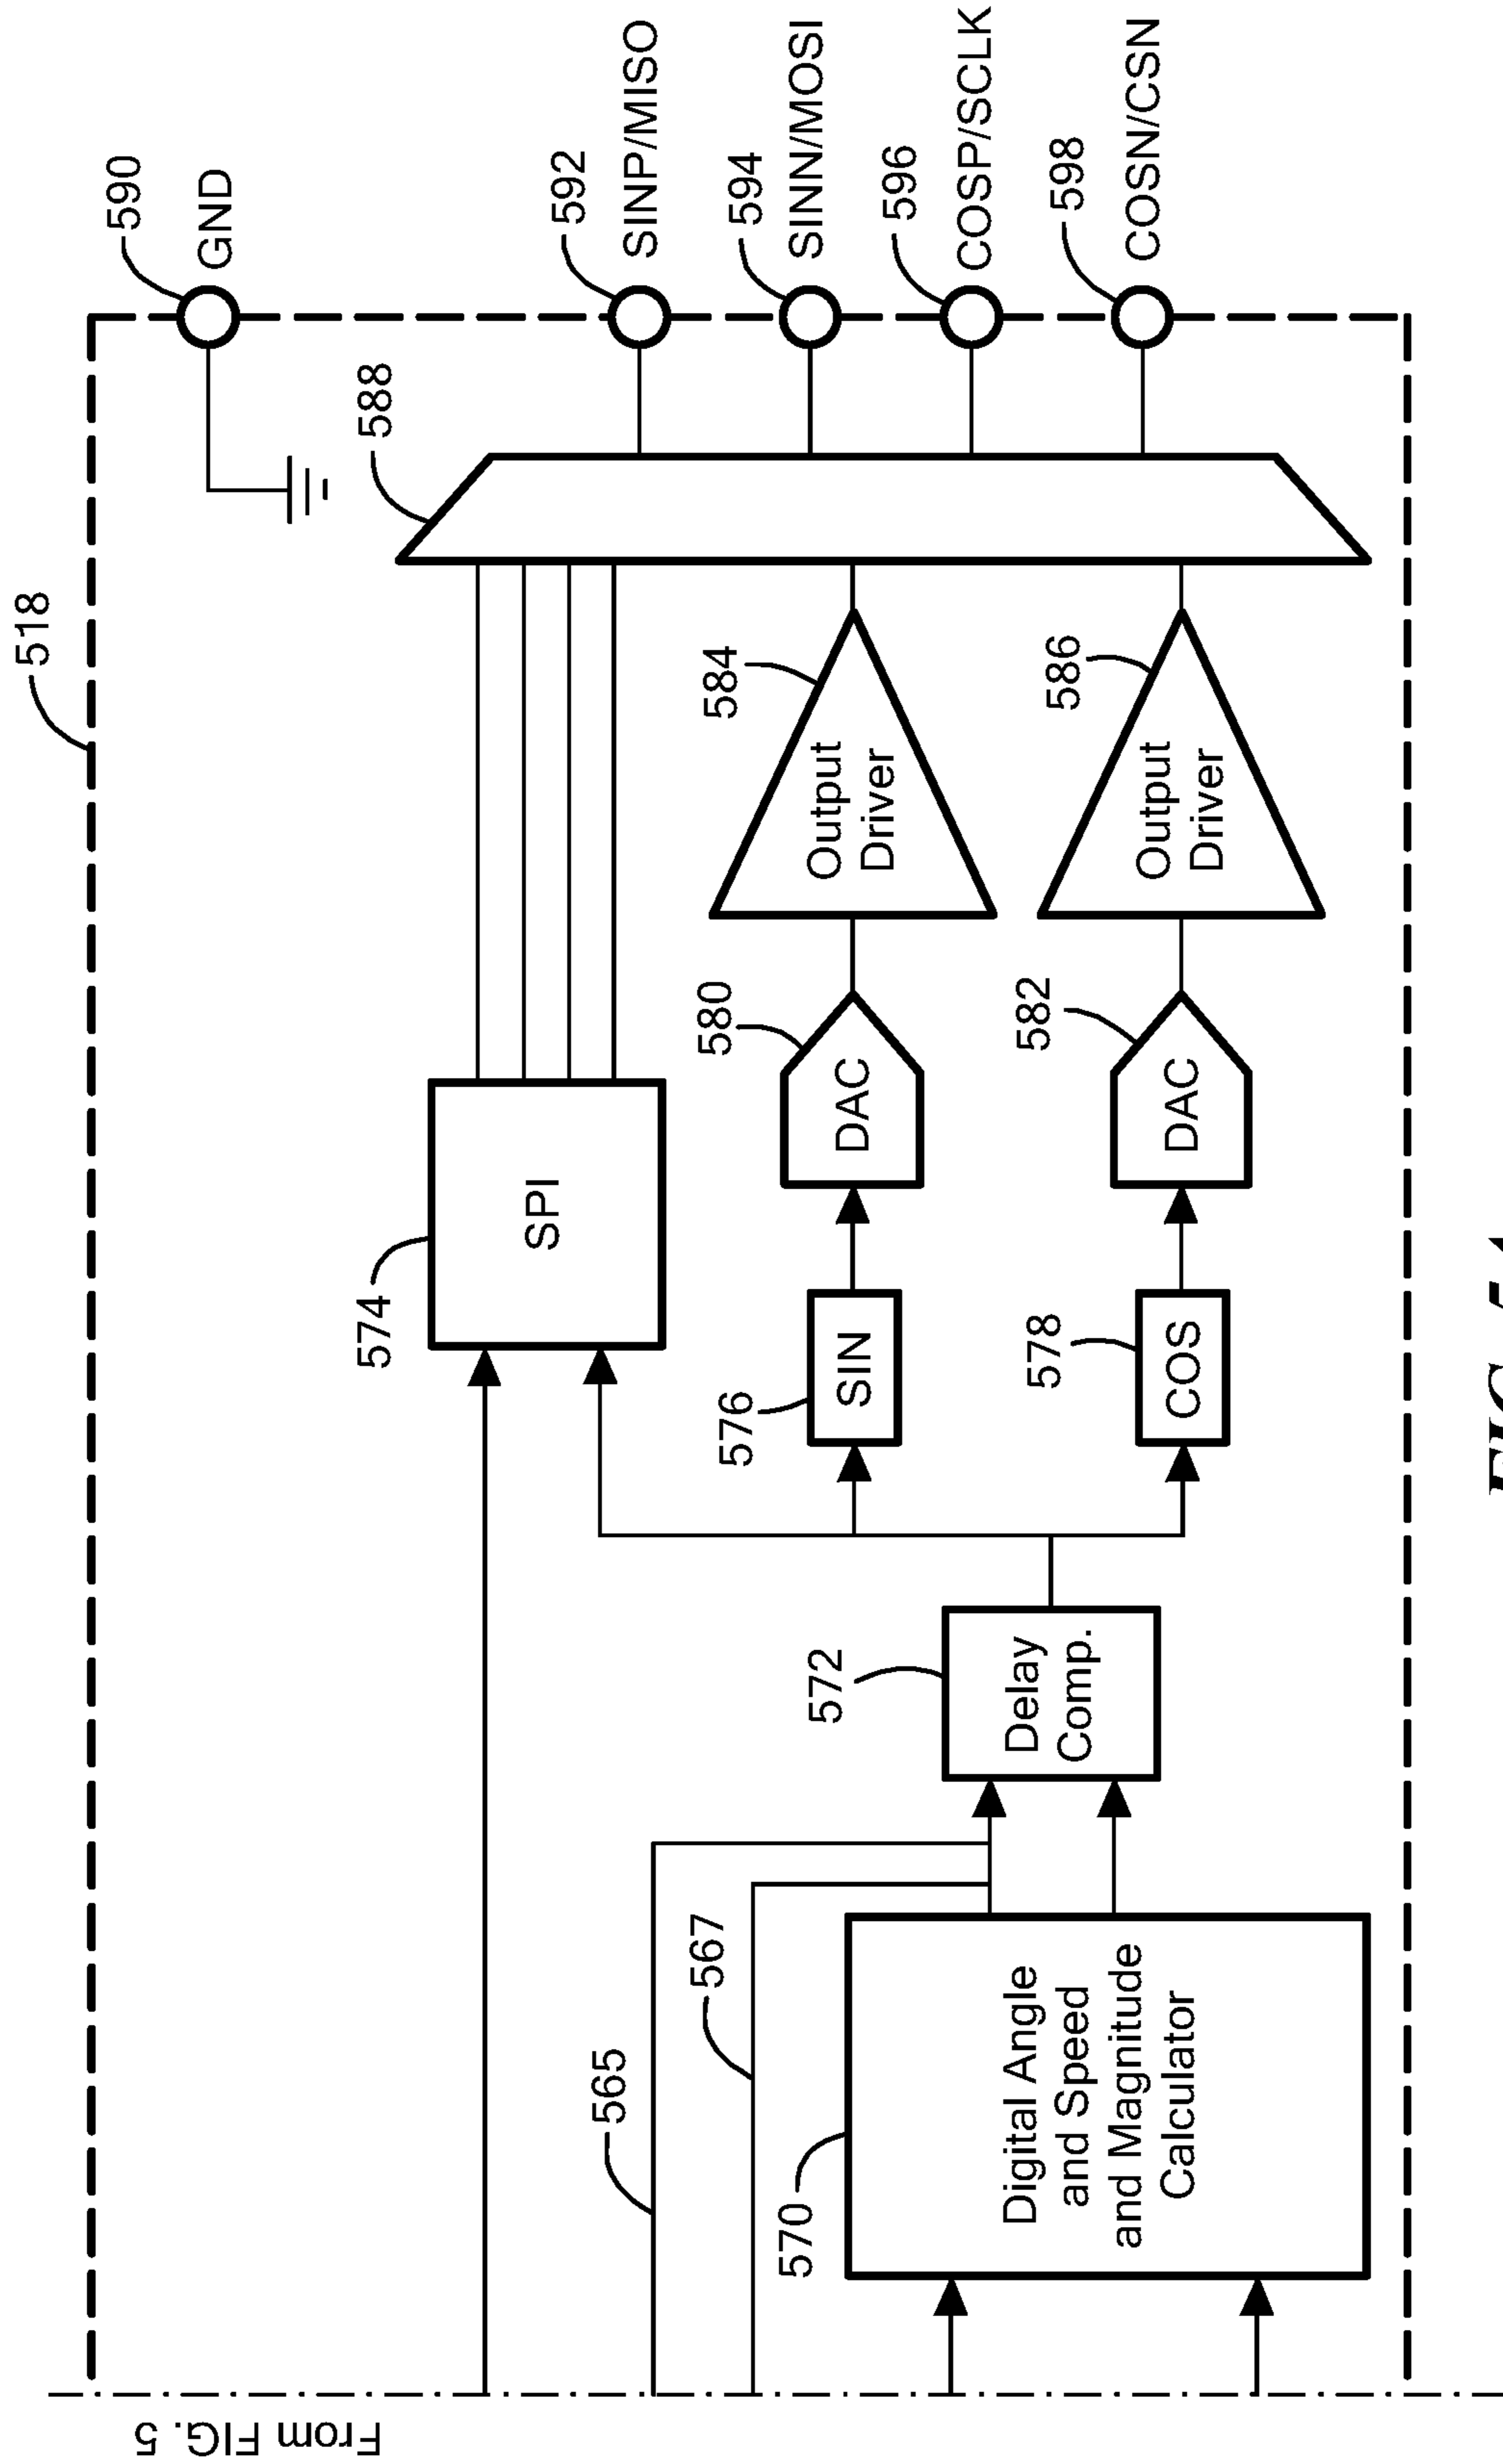 518
590
GND
592
SINP/MISO
594
SINN/MOSI
596
COSP/SCLK
598
COSN/CSN
588
574
SPI
584
Output
Driver
586
Output
Driver
580
DAC
582
DAC
576
SIN
578
COS
572
Delay
Comp.
565
567
570
Digital Angle
and Speed
and Magnitude
Calculator
From FIG. 5